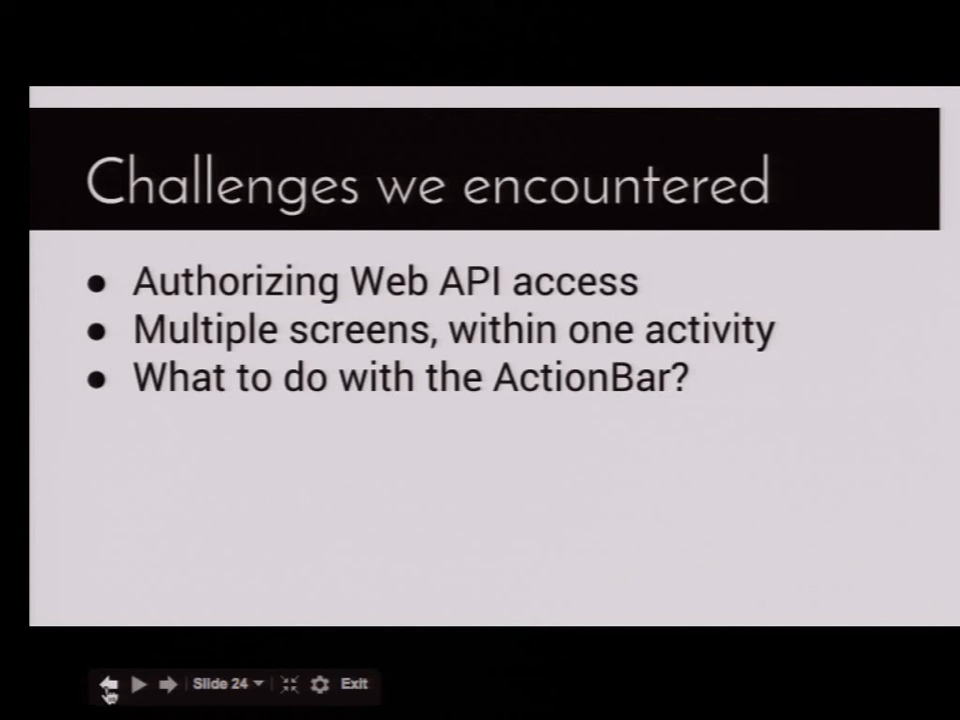 Challenges we encountered
● Authorizing Web API access
● Multiple screens, within one activity
● What to do with the ActionBar?
Slide 24
Exit